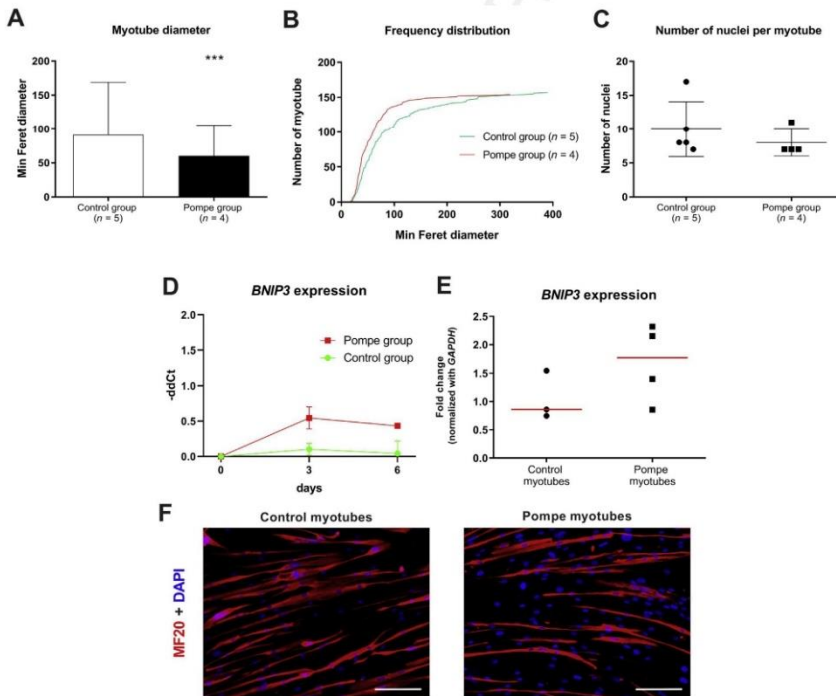 A
Myotube diameter
Min Feret diameter
200
150
100
50
0
***
Control group
(n = 5)
Pompe group
(n = 4)
B
Frequency distribution
Number of myotube
200
150
100
50
0
Control group (n = 5)
Pompe group (n = 4)
0 100 200 300 400
Min Feret diameter
C
Number of nuclei per myotube
Number of nuclei
20
15
10
5
0
Control group
(n = 5)
Pompe group
(n = 4)
D
BNIP3 expression
-ddCt
2.0
1.5
1.0
0.5
0.0
Pompe group
Control group
0 3 6
days
E
BNIP3 expression
Fold change
(normalized with GAPDH)
2.5
2.0
1.5
1.0
0.5
0.0
Control
myotubes
Pompe
myotubes
F
Control myotubes
Pompe myotubes
MF20 + DAPI